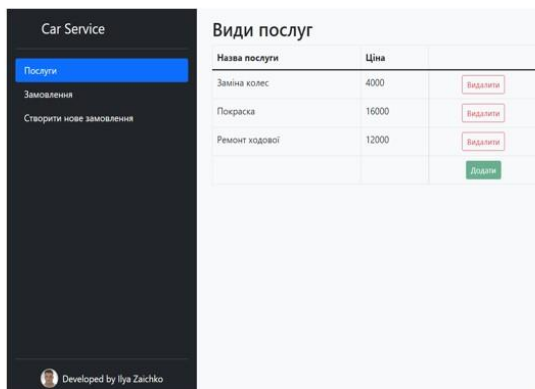 Car Service
Послуги
Замовлення
Створити нове замовлення
Developed by Ilya Zaichko
Види послуг
Назва послуги Ціна
Заміна колес 4000 Видалити
Покраска 16000 Видалити
Ремонт ходової 12000 Видалити
Додати